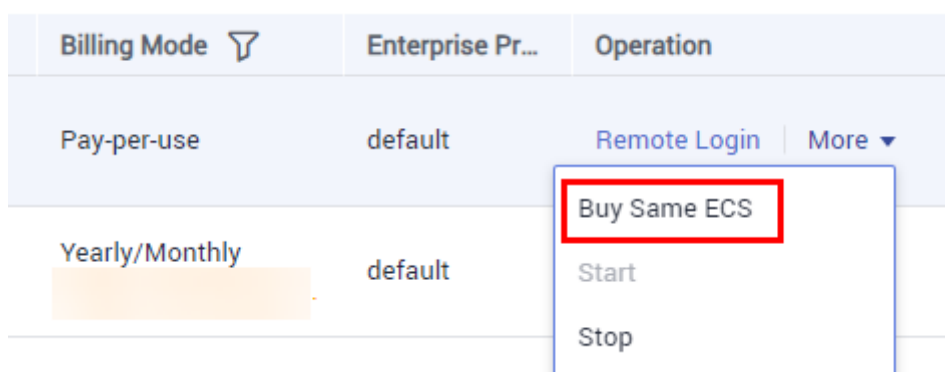 Billing Mode Enterprise Pr... Operation
Pay-per-use default Remote Login More
Buy Same ECS
Yearly/Monthly
default
Start
Stop